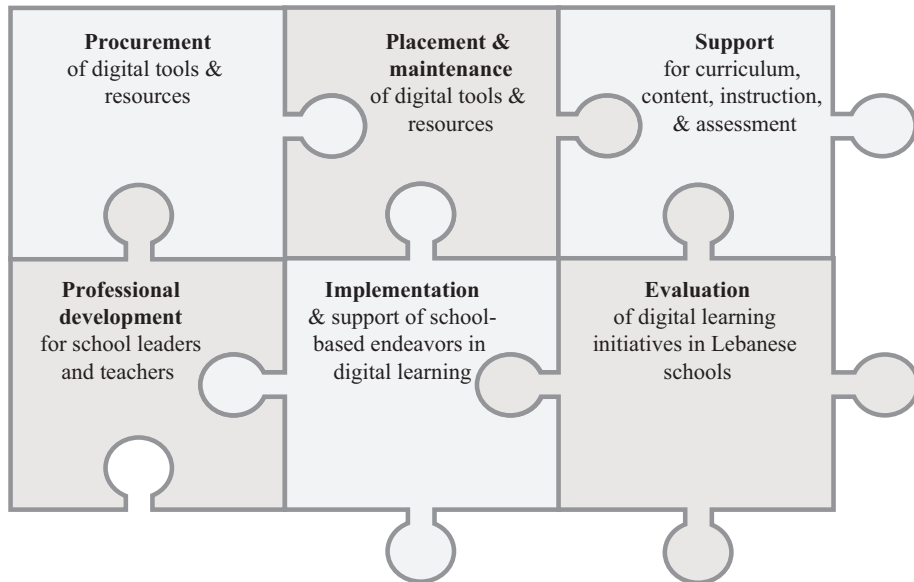 Procurement
of digital tools &
resources
Placement &
maintenance
of digital tools &
resources
Support
for curriculum,
content, instruction,
& assessment
Professional
development
for school leaders
and teachers
Implementation
& support of school-
based endeavors in
digital learning
Evaluation
of digital learning
initiatives in Lebanese
schools